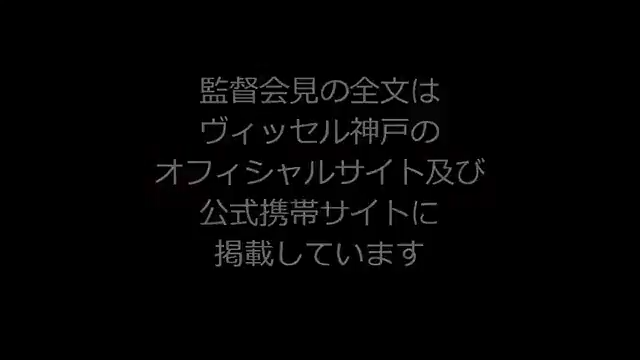 監督会見の全文は
ヴィッセル神戸の
オフィシャルサイト及び
公式携帯サイトに
掲載しています